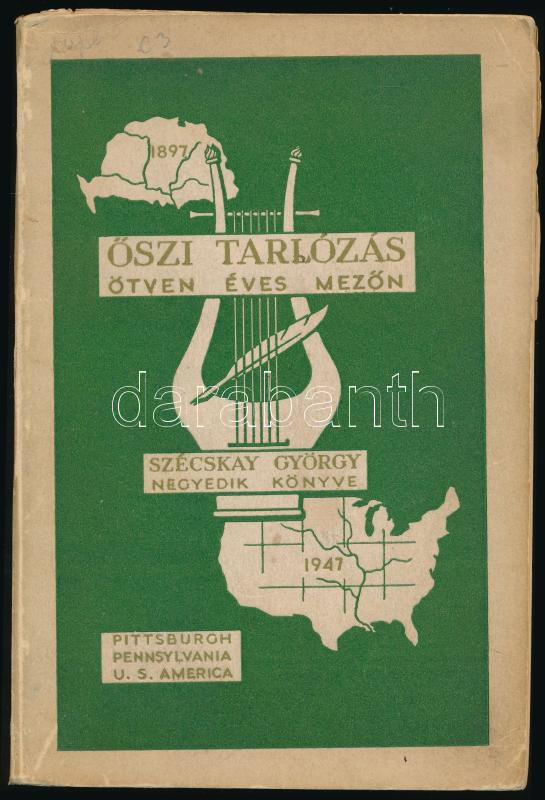 1897
ŐSZI TARLÓZÁS
ÖTVEN ÉVES MEZŐN
darabanth
SZÉCSKAY GYÖRGY
NEGYEDIK KÖNYVE
1947
PITTSBURGH
PENNSYLVANIA
U. S. AMERICA